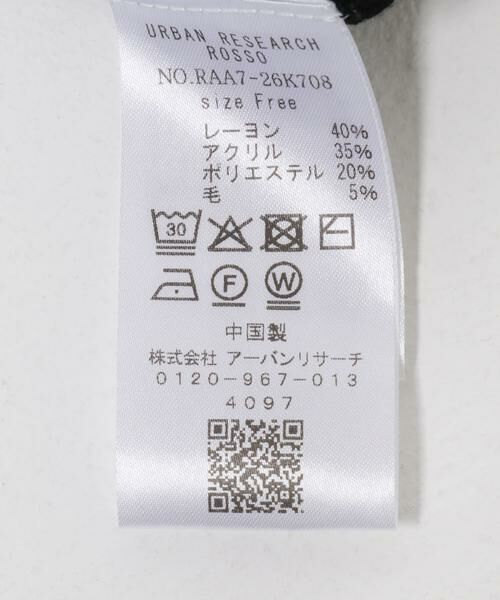 URBAN RESEARCH
ROSSO
NO.RAA7-26K708
size Free
レーヨン 40%
アクリル 35%
ポリエステル 20%
毛 5%
30
F W
中国製
株式会社 アーバンリサーチ
0120-967-013
4097